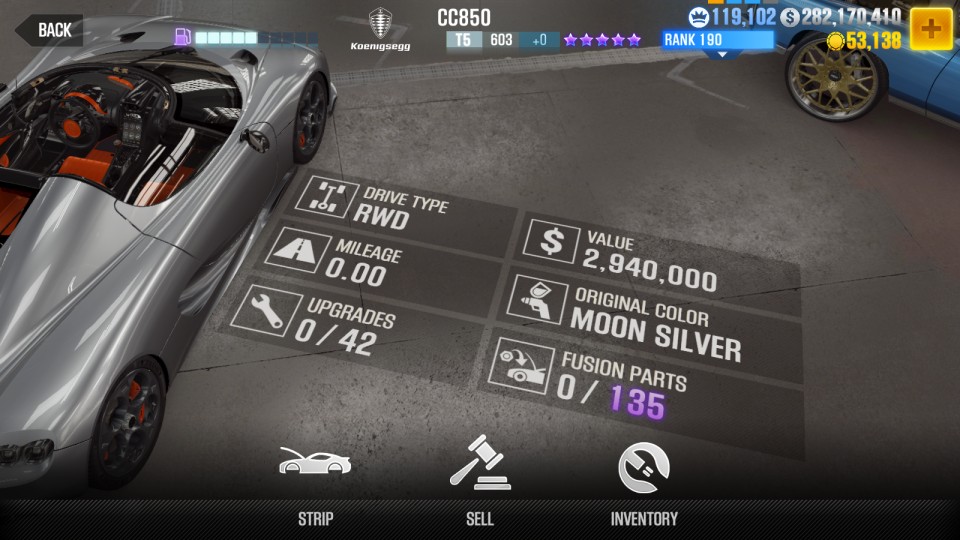 BACK
Koenigsegg
CC850
T5 603 +0
119,102 282,170,410
RANK 190 53,138
DRIVE TYPE
RWD
MILEAGE
0.00
UPGRADES
0/42
VALUE
2,940,000
ORIGINAL COLOR
MOON SILVER
FUSION PARTS
0/ 135
STRIP SELL INVENTORY